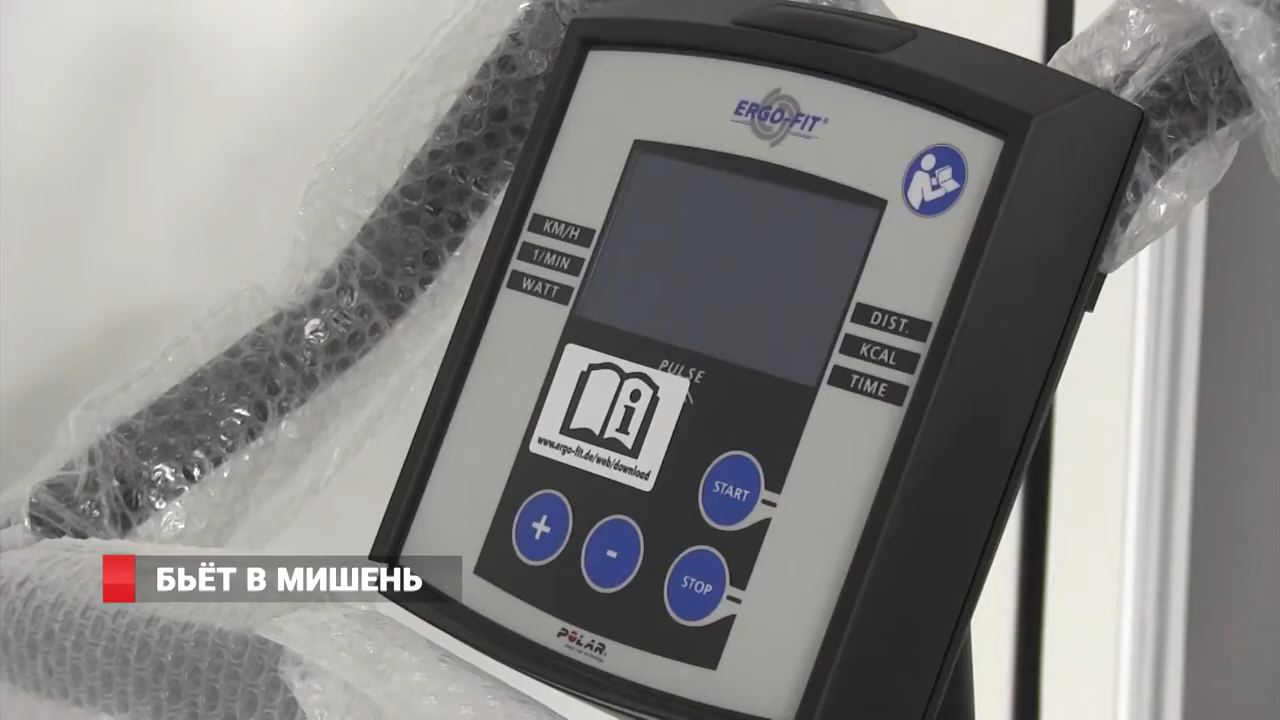 ERGO-FIT®
KM/H
1/MIN
WATT
DIST.
KCAL
TIME
PULSE
www.ergo-fit.de/web/download
START
+
-
STOP
БЬЁТ В МИШЕНЬ
POLAR